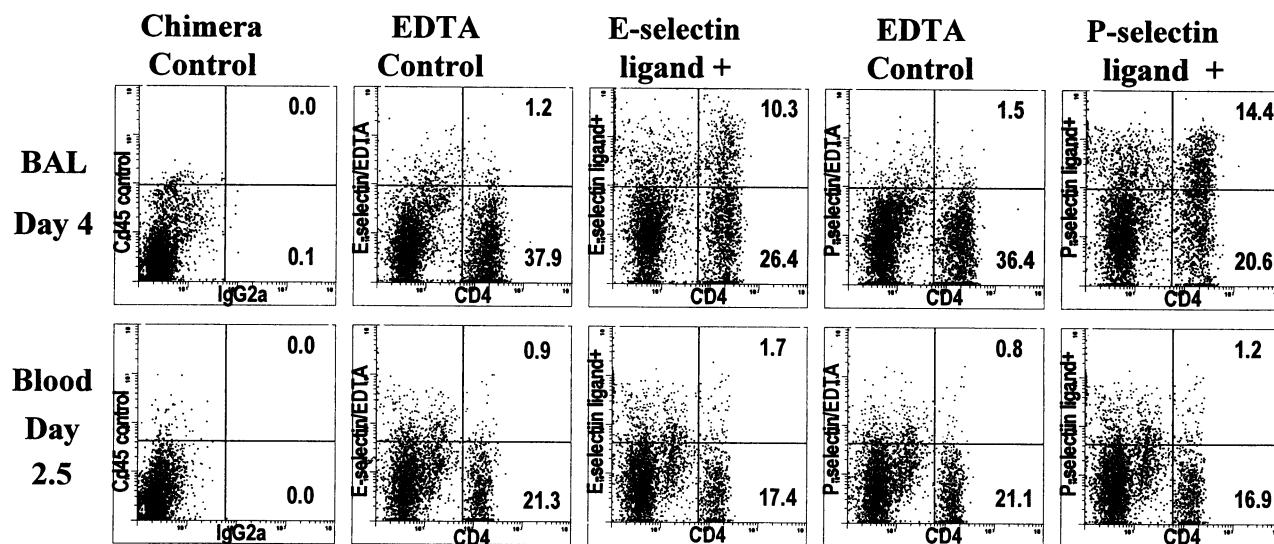 Chimera
Control
EDTA
Control
E-selectin
ligand +
EDTA
Control
P-selectin
ligand +
BAL
Day 4
Cd45 control
0.0
0.1
IgG2a
E-selectin/EDTA
1.2
37.9
CD4
E-selectin ligand+
10.3
26.4
CD4
P-selectin/EDTA
1.5
36.4
CD4
P-selectin ligand+
14.4
20.6
CD4
Blood
Day
2.5
Cd45 control
0.0
0.0
IgG2a
E-selectin/EDTA
0.9
21.3
CD4
E-selectin ligand+
1.7
17.4
CD4
P-selectin/EDTA
0.8
21.1
CD4
P-selectin ligand+
1.2
16.9
CD4